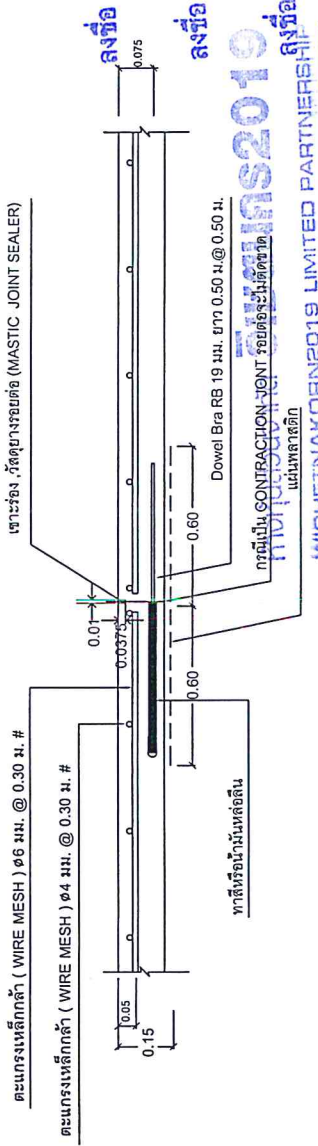 ตะแกรงเหล็กกล้า ( WIRE MESH ) Ø6 มม. @ 0.30 ม. #
ตะแกรงเหล็กกล้า ( WIRE MESH ) Ø4 มม. @ 0.30 ม. #
เซาะร่อง /วัสดุยางรอยต่อ (MASTIC JOINT SEALER)
0.01
0.0375
0.05
0.15
0.075
0.60
0.60
ทาสีหรือน้ำมันหล่อลื่น
Dowel Bra RB 19 มม. ยาว 0.50 ม.@ 0.50 ม.
กรณีเป็น CONTRACTION JONT รอยต่อจะไม่ตัดขาด
แผ่นพลาสติก
ลงชื่อ
ลงชื่อ
ลงชื่อ
2019
LIMITED PARTNERSHIP